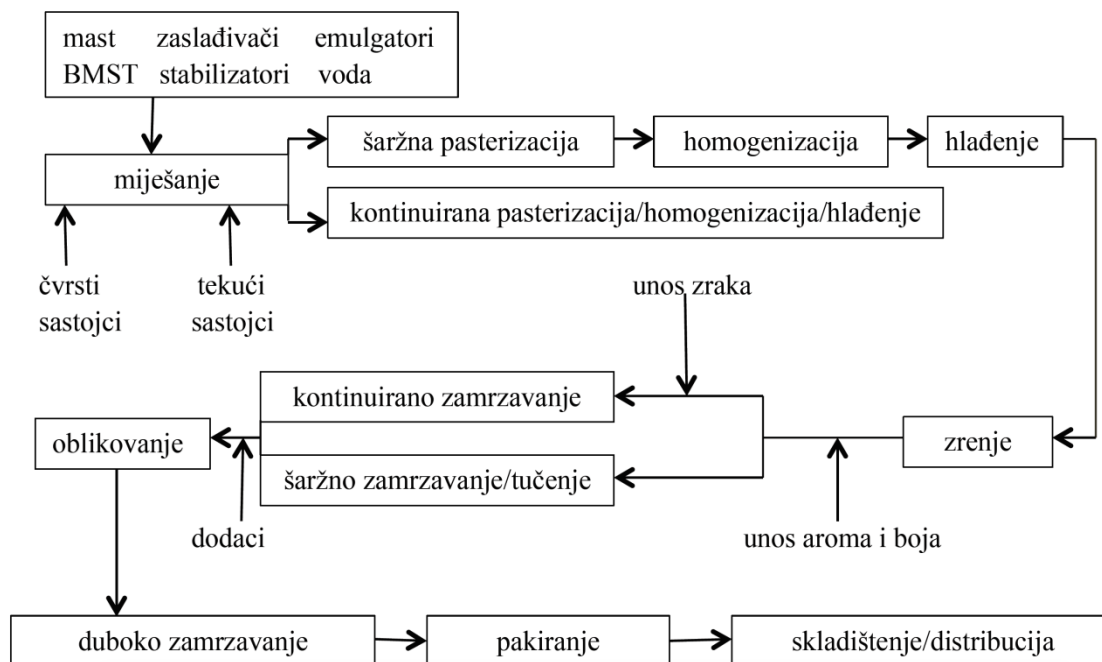 mast zaslađivači emulgatori
BMST stabilizatori voda
šaržna pasterizacija
homogenizacija
hlađenje
miješanje
kontinuirana pasterizacija/homogenizacija/hlađenje
čvrsti
sastojci
tekući
sastojci
unos zraka
kontinuirano zamrzavanje
oblikovanje
zrenje
šaržno zamrzavanje/tučenje
dodaci
unos aroma i boja
duboko zamrzavanje
pakiranje
skladištenje/distribucija